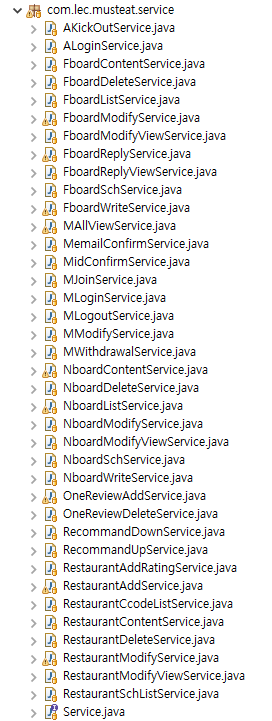 com.lec.musteat.service
AKickOutService.java
ALoginService.java
FboardContentService.java
FboardDeleteService.java
FboardListService.java
FboardModifyService.java
FboardModifyViewService.java
FboardReplyService.java
FboardReplyViewService.java
FboardSchService.java
FboardWriteService.java
MAllViewService.java
MemailConfirmService.java
MidConfirmService.java
MJoinService.java
MLoginService.java
MLogoutService.java
MModifyService.java
MWithdrawalService.java
NboardContentService.java
NboardDeleteService.java
NboardListService.java
NboardModifyService.java
NboardModifyViewService.java
NboardSchService.java
NboardWriteService.java
OneReviewAddService.java
OneReviewDeleteService.java
RecommandDownService.java
RecommandUpService.java
RestaurantAddRatingService.java
RestaurantAddService.java
RestaurantCcodeListService.java
RestaurantContentService.java
RestaurantDeleteService.java
RestaurantModifyService.java
RestaurantModifyViewService.java
RestaurantSchListService.java
Service.java